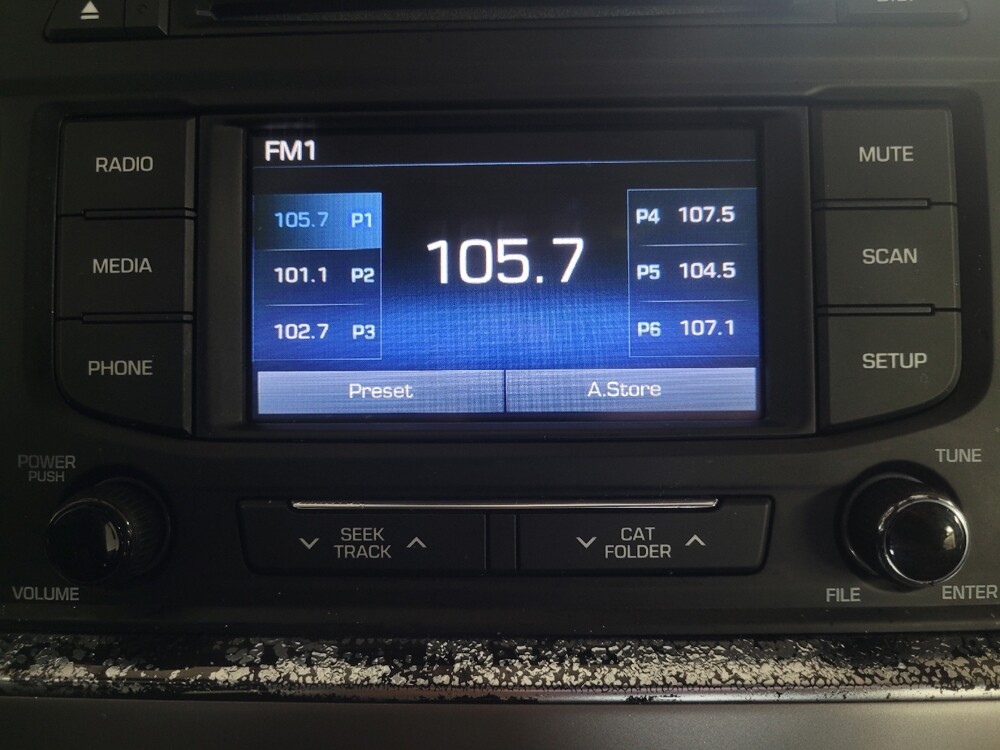 RADIO
MEDIA
PHONE
FM1
105.7 P1
101.1 P2
102.7 P3
105.7
P4 107.5
P5 104.5
P6 107.1
Preset
A.Store
MUTE
SCAN
SETUP
POWER
PUSH
VOLUME
SEEK
TRACK
CAT
FOLDER
TUNE
FILE
ENTER